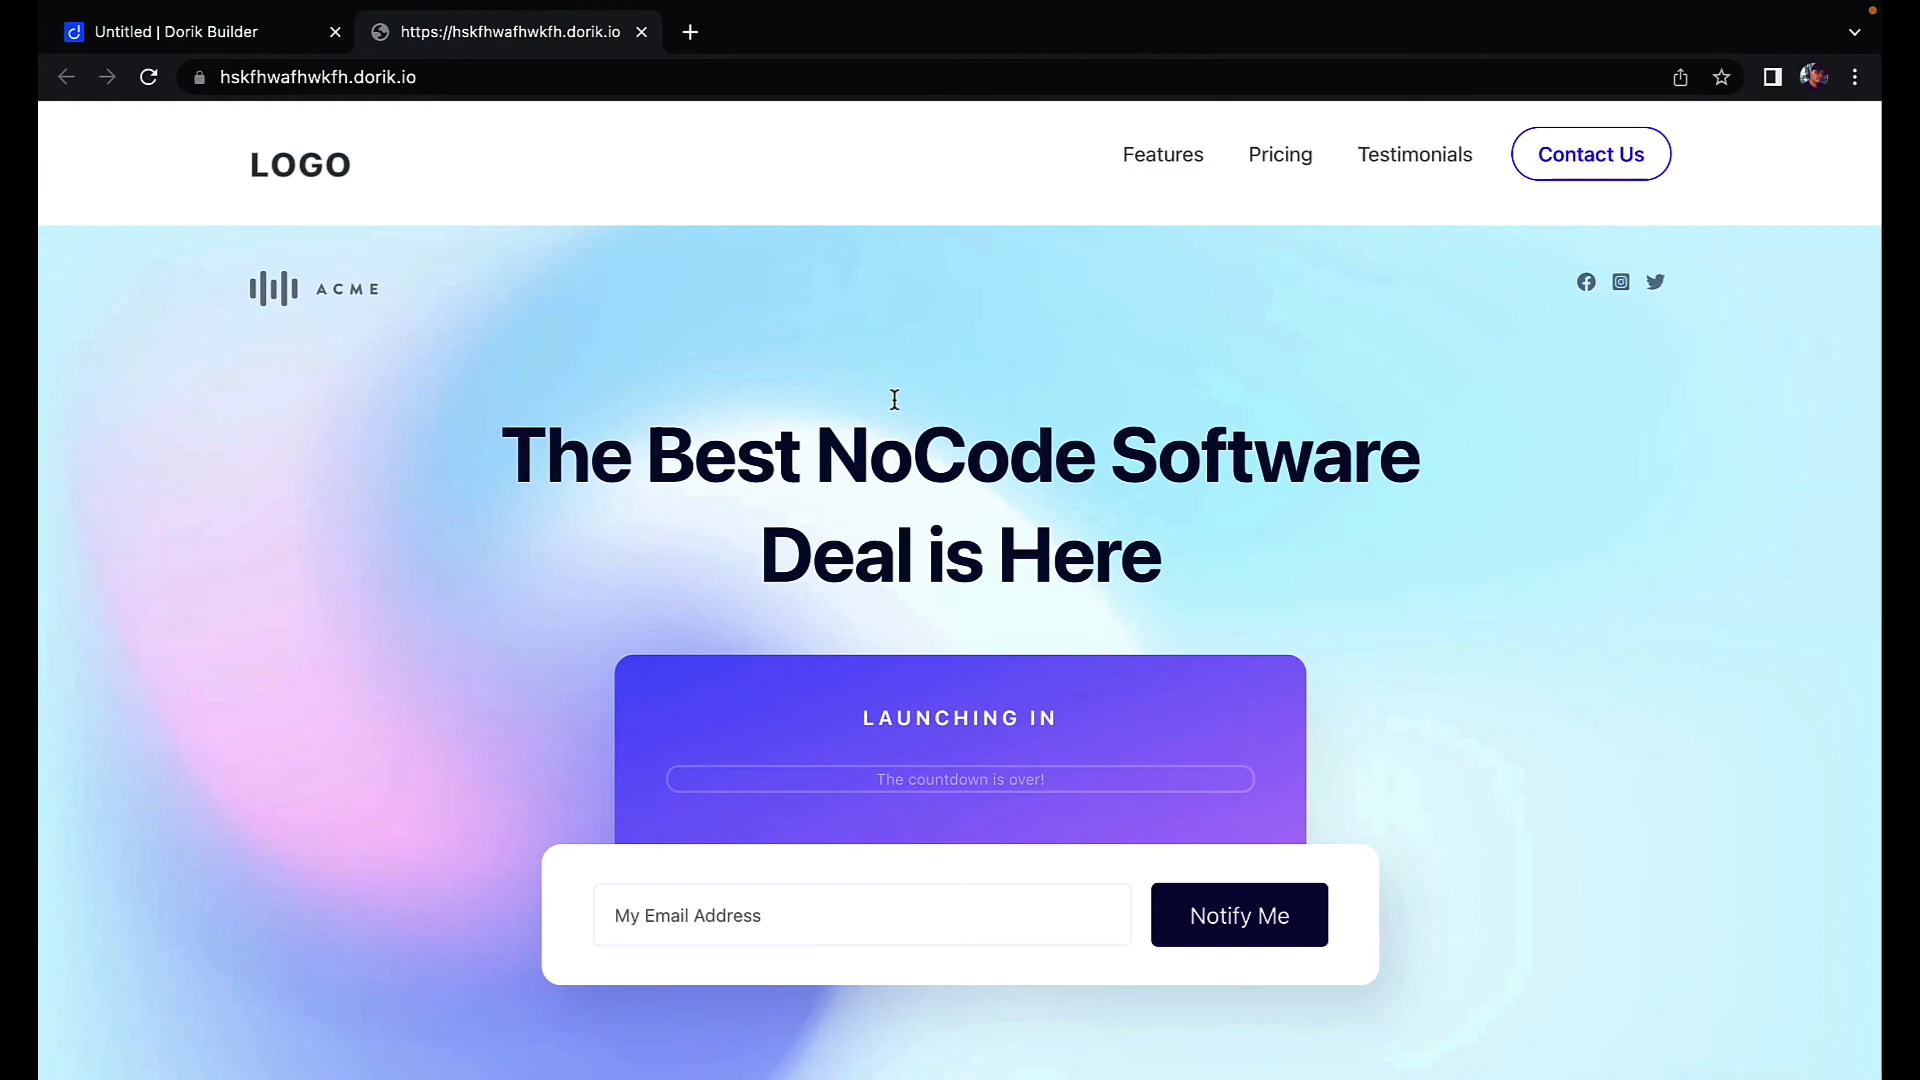 Untitled | Dorik Builder
https://hskfhwafhwkfh.dorik.io
hskfhwafhwkfh.dorik.io
LOGO
Features
Pricing
Testimonials
Contact Us
ACME
The Best NoCode Software
Deal is Here
LAUNCHING IN
The countdown is over!
My Email Address
Notify Me